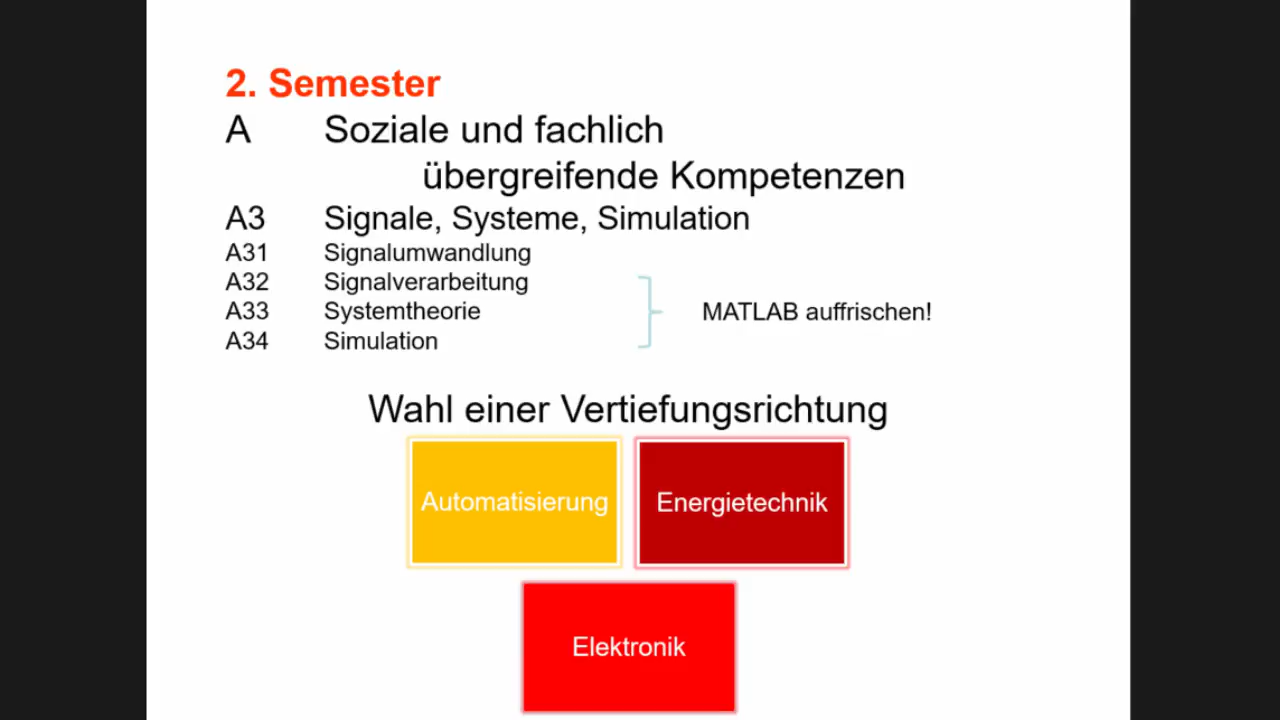 2. Semester
A Soziale und fachlich
übergreifende Kompetenzen
A3 Signale, Systeme, Simulation
A31 Signalumwandlung
A32 Signalverarbeitung
A33 Systemtheorie MATLAB auffrischen!
A34 Simulation
Wahl einer Vertiefungsrichtung
Automatisierung Energietechnik
Elektronik